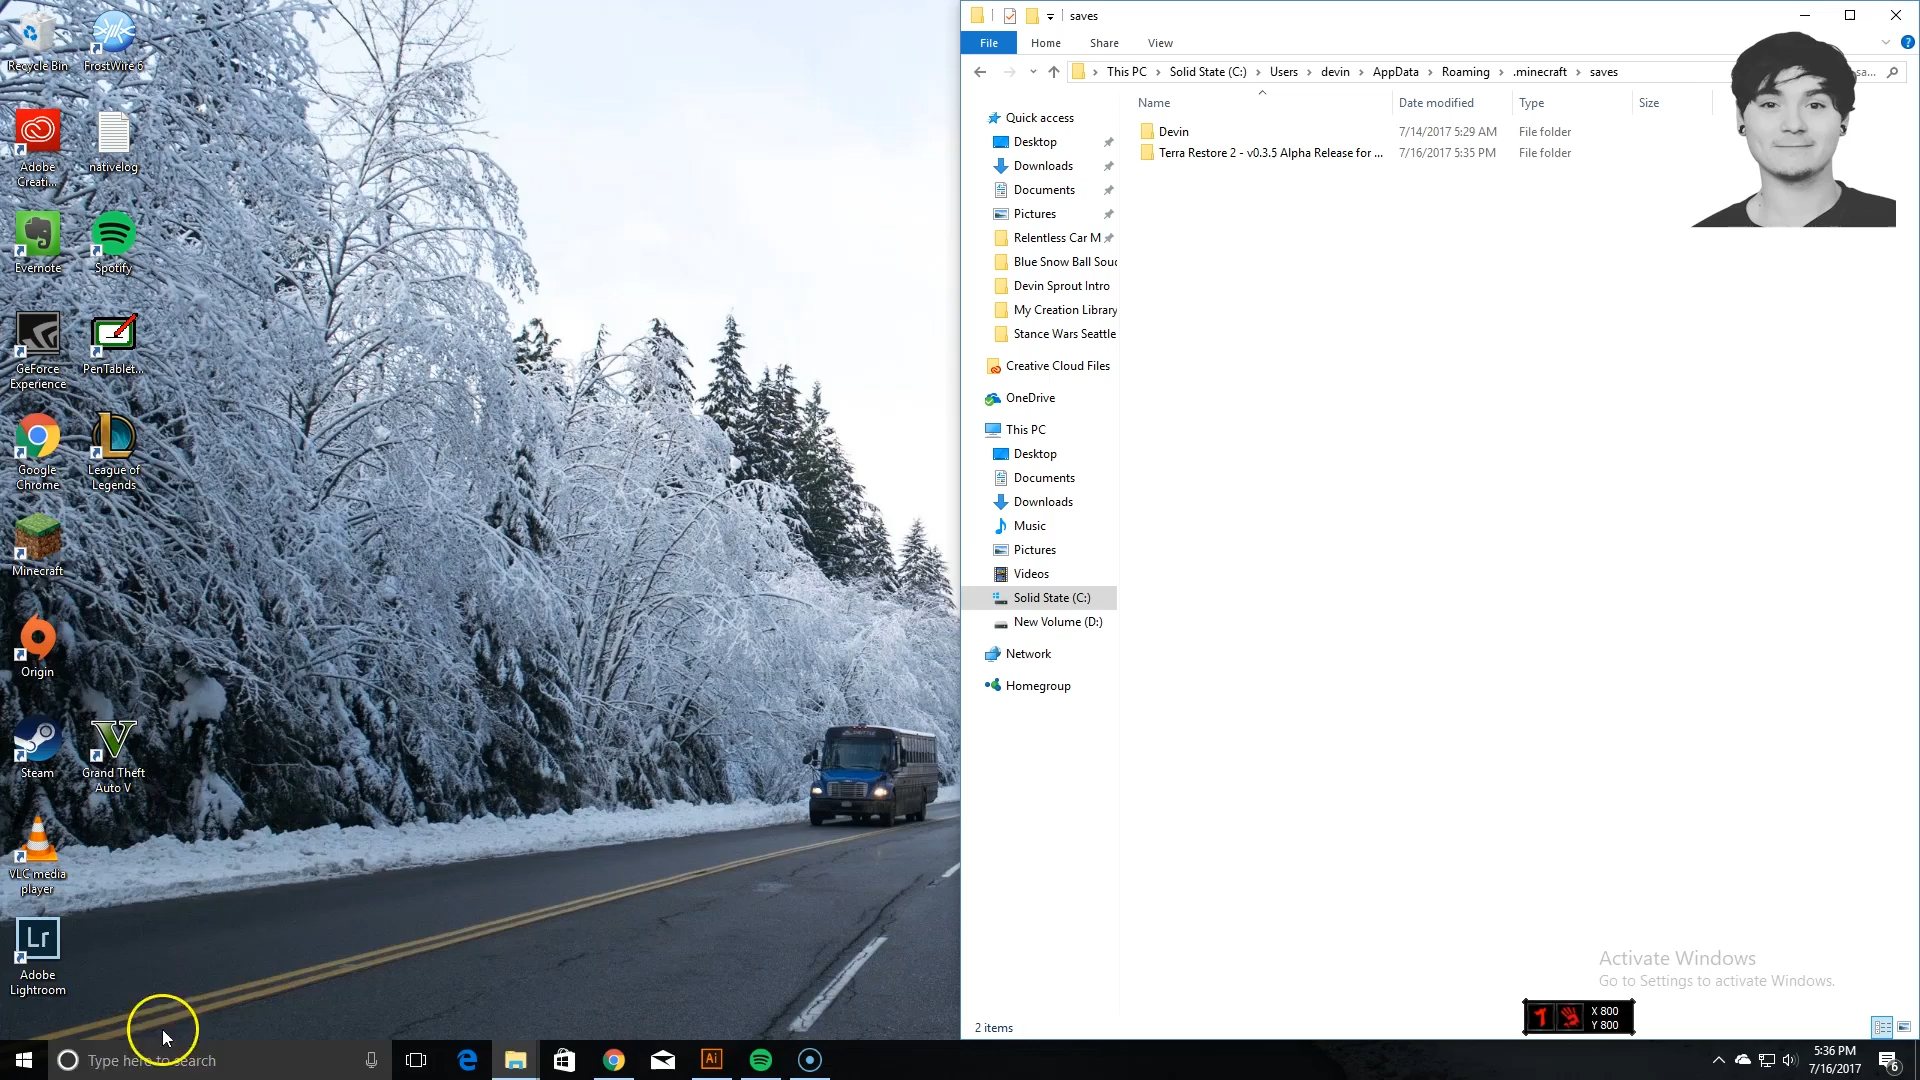 Recycle Bin
FrostWire 6
Adobe
Creati...
nativelog
Evernote
Spotify
GeForce
Experience
PenTablet...
Google
Chrome
League of
Legends
Minecraft
Origin
Steam
Grand Theft
Auto V
VLC media
player
Lr
Adobe
Lightroom
saves
File
Home
Share
View
This PC
Solid State (C:)
Users
devin
AppData
Roaming
.minecraft
saves
sa...
Name
Date modified
Type
Size
Devin
7/14/2017 5:29 AM
File folder
Terra Restore 2 - v0.3.5 Alpha Release for ...
7/16/2017 5:35 PM
File folder
Quick access
Desktop
Downloads
Documents
Pictures
Relentless Car M
Blue Snow Ball Souc
Devin Sprout Intro
My Creation Library
Stance Wars Seattle
Creative Cloud Files
OneDrive
This PC
Desktop
Documents
Downloads
Music
Pictures
Videos
Solid State (C:)
New Volume (D:)
Network
Homegroup
Activate Windows
Go to Settings to activate Windows.
X 800
Y 800
2 items
Type here to search
Ai
5:36 PM
7/16/2017
6